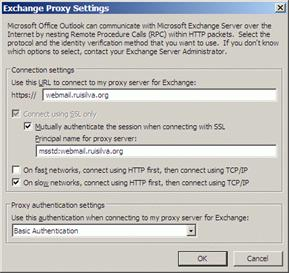 Exchange Proxy Settings
Microsoft Office Outlook can communicate with Microsoft Exchange Server over the
Internet by nesting Remote Procedure Calls (RPC) within HTTP packets. Select
the protocol and the identity verification method that you want to use. If you don't know
which options to select, contact your Exchange Server Administrator.
Connection settings
Use this URL to connect to my proxy server for Exchange:
https:// webmail.ruisilva.org
Connect using SSL only
Mutually authenticate the session when connecting with SSL
Principal name for proxy server:
msstd:webmail.ruisilva.org
On fast networks, connect using HTTP first, then connect using TCP/IP
On slow networks, connect using HTTP first, then connect using TCP/IP
Proxy authentication settings
Use this authentication when connecting to my proxy server for Exchange:
Basic Authentication
OK Cancel